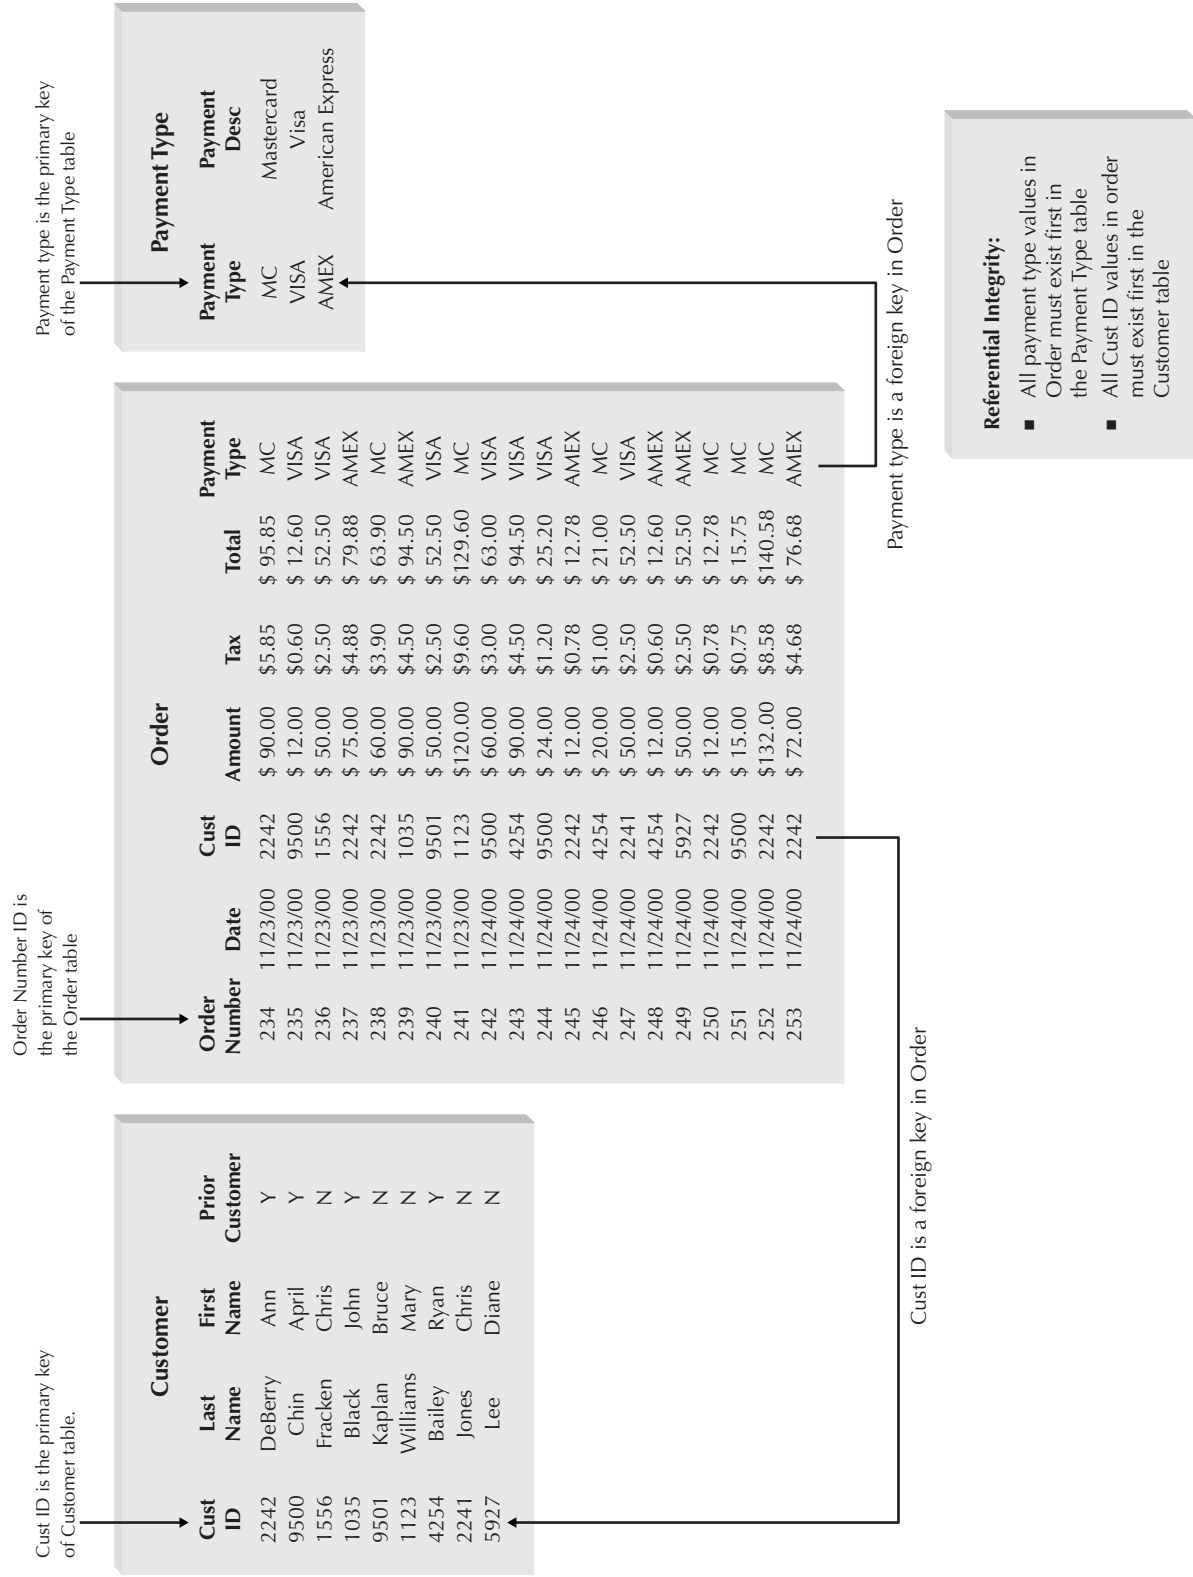 Cust ID is the primary key
of Customer table.
Customer
Cust ID Last Name First Name Prior Customer
2242 DeBerry Ann Y
9500 Chin April Y
1556 Fracken Chris N
1035 Black John Y
9501 Kaplan Bruce N
1123 Williams Mary N
4254 Bailey Ryan Y
2241 Jones Chris N
5927 Lee Diane N
Order Number ID is
the primary key of
the Order table
Order
Order Number Date Cust ID Amount Tax Total Payment Type
234 11/23/00 2242 $ 90.00 $5.85 $ 95.85 MC
235 11/23/00 9500 $ 12.00 $0.60 $ 12.60 VISA
236 11/23/00 1556 $ 50.00 $2.50 $ 52.50 VISA
237 11/23/00 2242 $ 75.00 $4.88 $ 79.88 AMEX
238 11/23/00 2242 $ 60.00 $3.90 $ 63.90 MC
239 11/23/00 1035 $ 90.00 $4.50 $ 94.50 AMEX
240 11/23/00 9501 $ 50.00 $2.50 $ 52.50 VISA
241 11/23/00 1123 $120.00 $9.60 $129.60 MC
242 11/24/00 9500 $ 60.00 $3.00 $ 63.00 VISA
243 11/24/00 4254 $ 90.00 $4.50 $ 94.50 VISA
244 11/24/00 9500 $ 24.00 $1.20 $ 25.20 VISA
245 11/24/00 2242 $ 12.00 $0.78 $ 12.78 AMEX
246 11/24/00 4254 $ 20.00 $1.00 $ 21.00 MC
247 11/24/00 2241 $ 50.00 $2.50 $ 52.50 VISA
248 11/24/00 4254 $ 12.00 $0.60 $ 12.60 AMEX
249 11/24/00 5927 $ 50.00 $2.50 $ 52.50 AMEX
250 11/24/00 2242 $ 12.00 $0.78 $ 12.78 MC
251 11/24/00 9500 $ 15.00 $0.75 $ 15.75 MC
252 11/24/00 2242 $132.00 $8.58 $140.58 MC
253 11/24/00 2242 $ 72.00 $4.68 $ 76.68 AMEX
Payment type is the primary key
of the Payment Type table
Payment Type
Payment Type Payment Desc
MC Mastercard
VISA Visa
AMEX American Express
Cust ID is a foreign key in Order
Payment type is a foreign key in Order
Referential Integrity:
■ All payment type values in
Order must exist first in
the Payment Type table
■ All Cust ID values in order
must exist first in the
Customer table